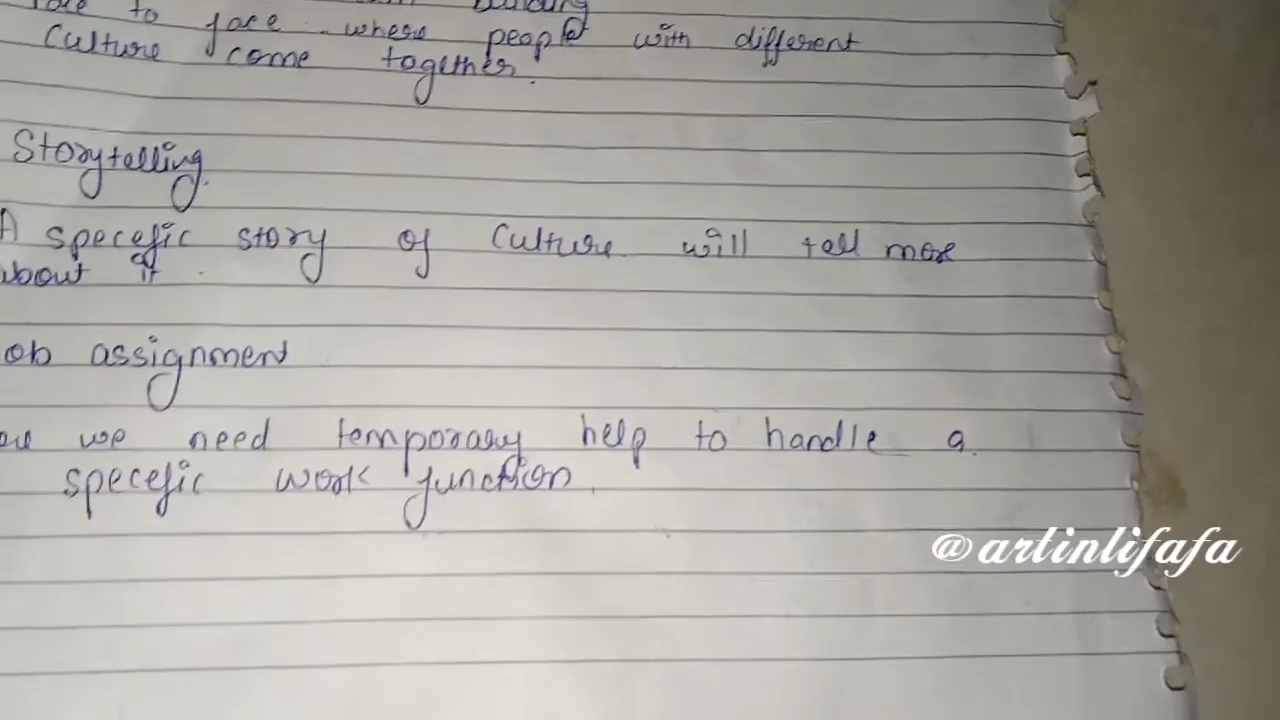 to face where people with different
Culture come together.
Storytelling.
A specefic story of Culture will tell more
about it.
ob assignment
we need temporary help to handle a
specefic work function.
@artinlifafa